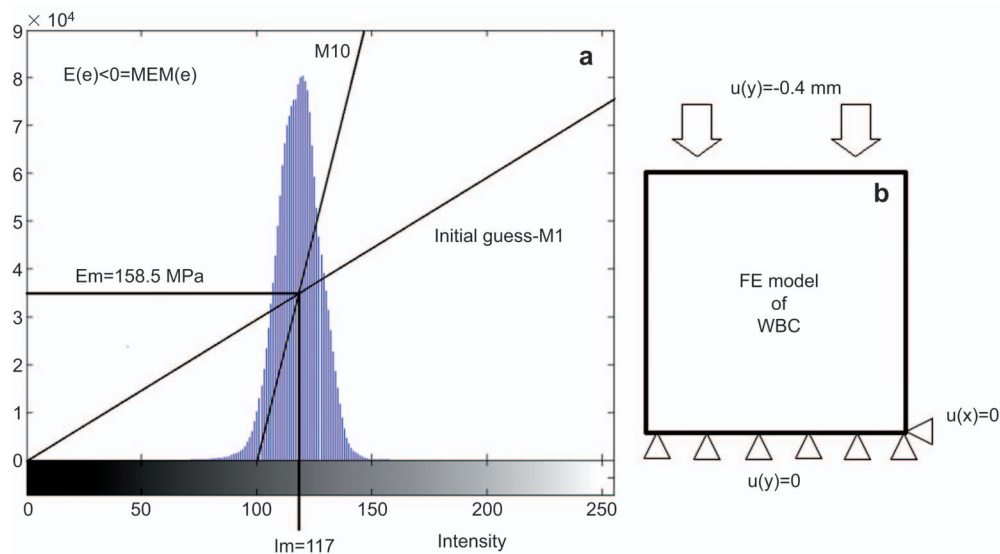 × 10⁴
9
8
7
6
5
4
3
2
1
0
E(e)<0=MEM(e)
M10
a
Initial guess-M1
Em=158.5 MPa
0
50
100
150
200
250
Im=117
Intensity
u(y)=-0.4 mm
b
FE model
of
WBC
u(x)=0
u(y)=0